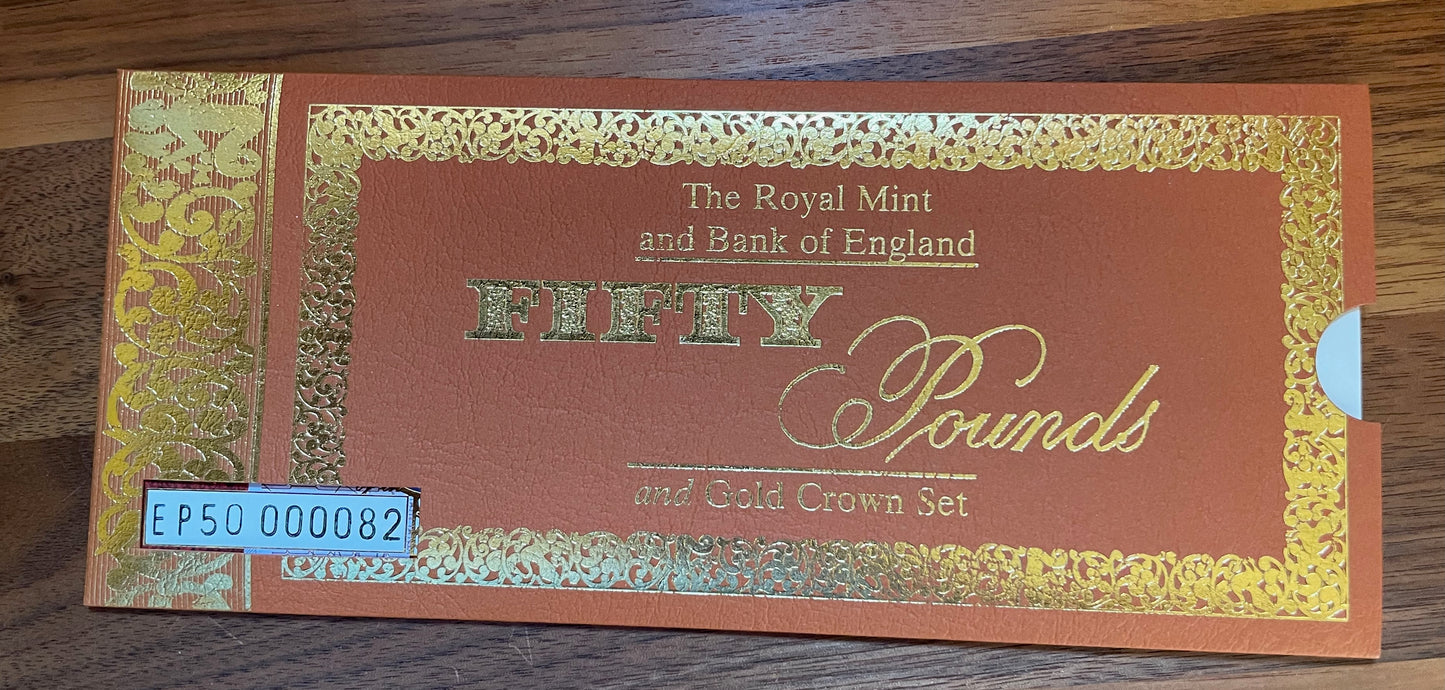 The Royal Mint
and Bank of England
FIFTY
Pounds
and Gold Crown Set
EP50 000082